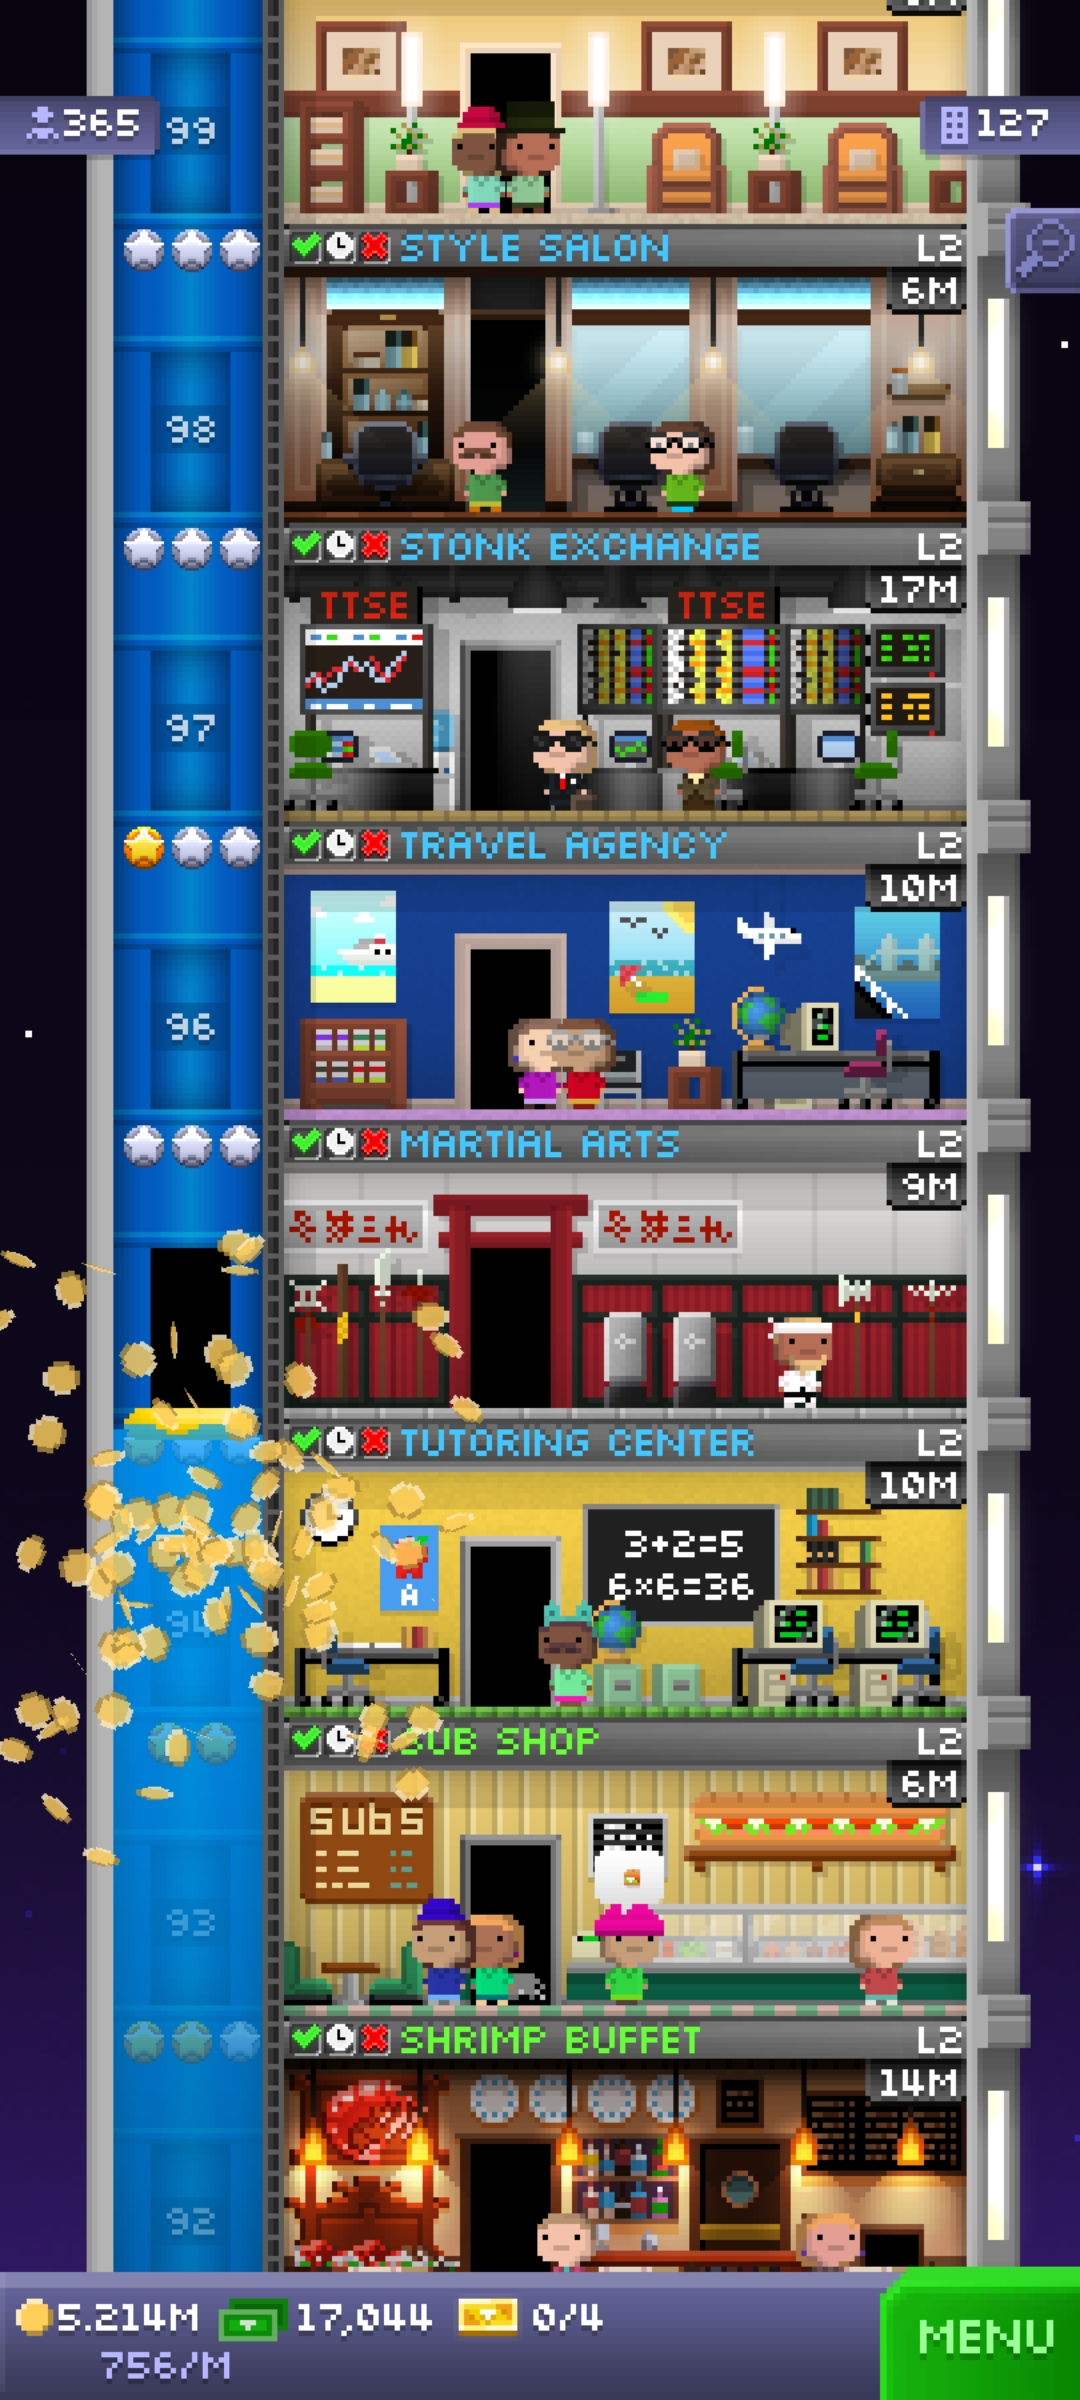 365
99
127
STYLE SALON L2
6M
98
STONK EXCHANGE L2
17M
TTSE TTSE
97
TRAVEL AGENCY L2
10M
96
MARTIAL ARTS L2
9M
TUTORING CENTER L2
10M
3+2=5
6×6=36
A
94
SUB SHOP L2
6M
SUBS
93
SHRIMP BUFFET L2
14M
92
5.214M 17,044 0/4
756/M
MENU